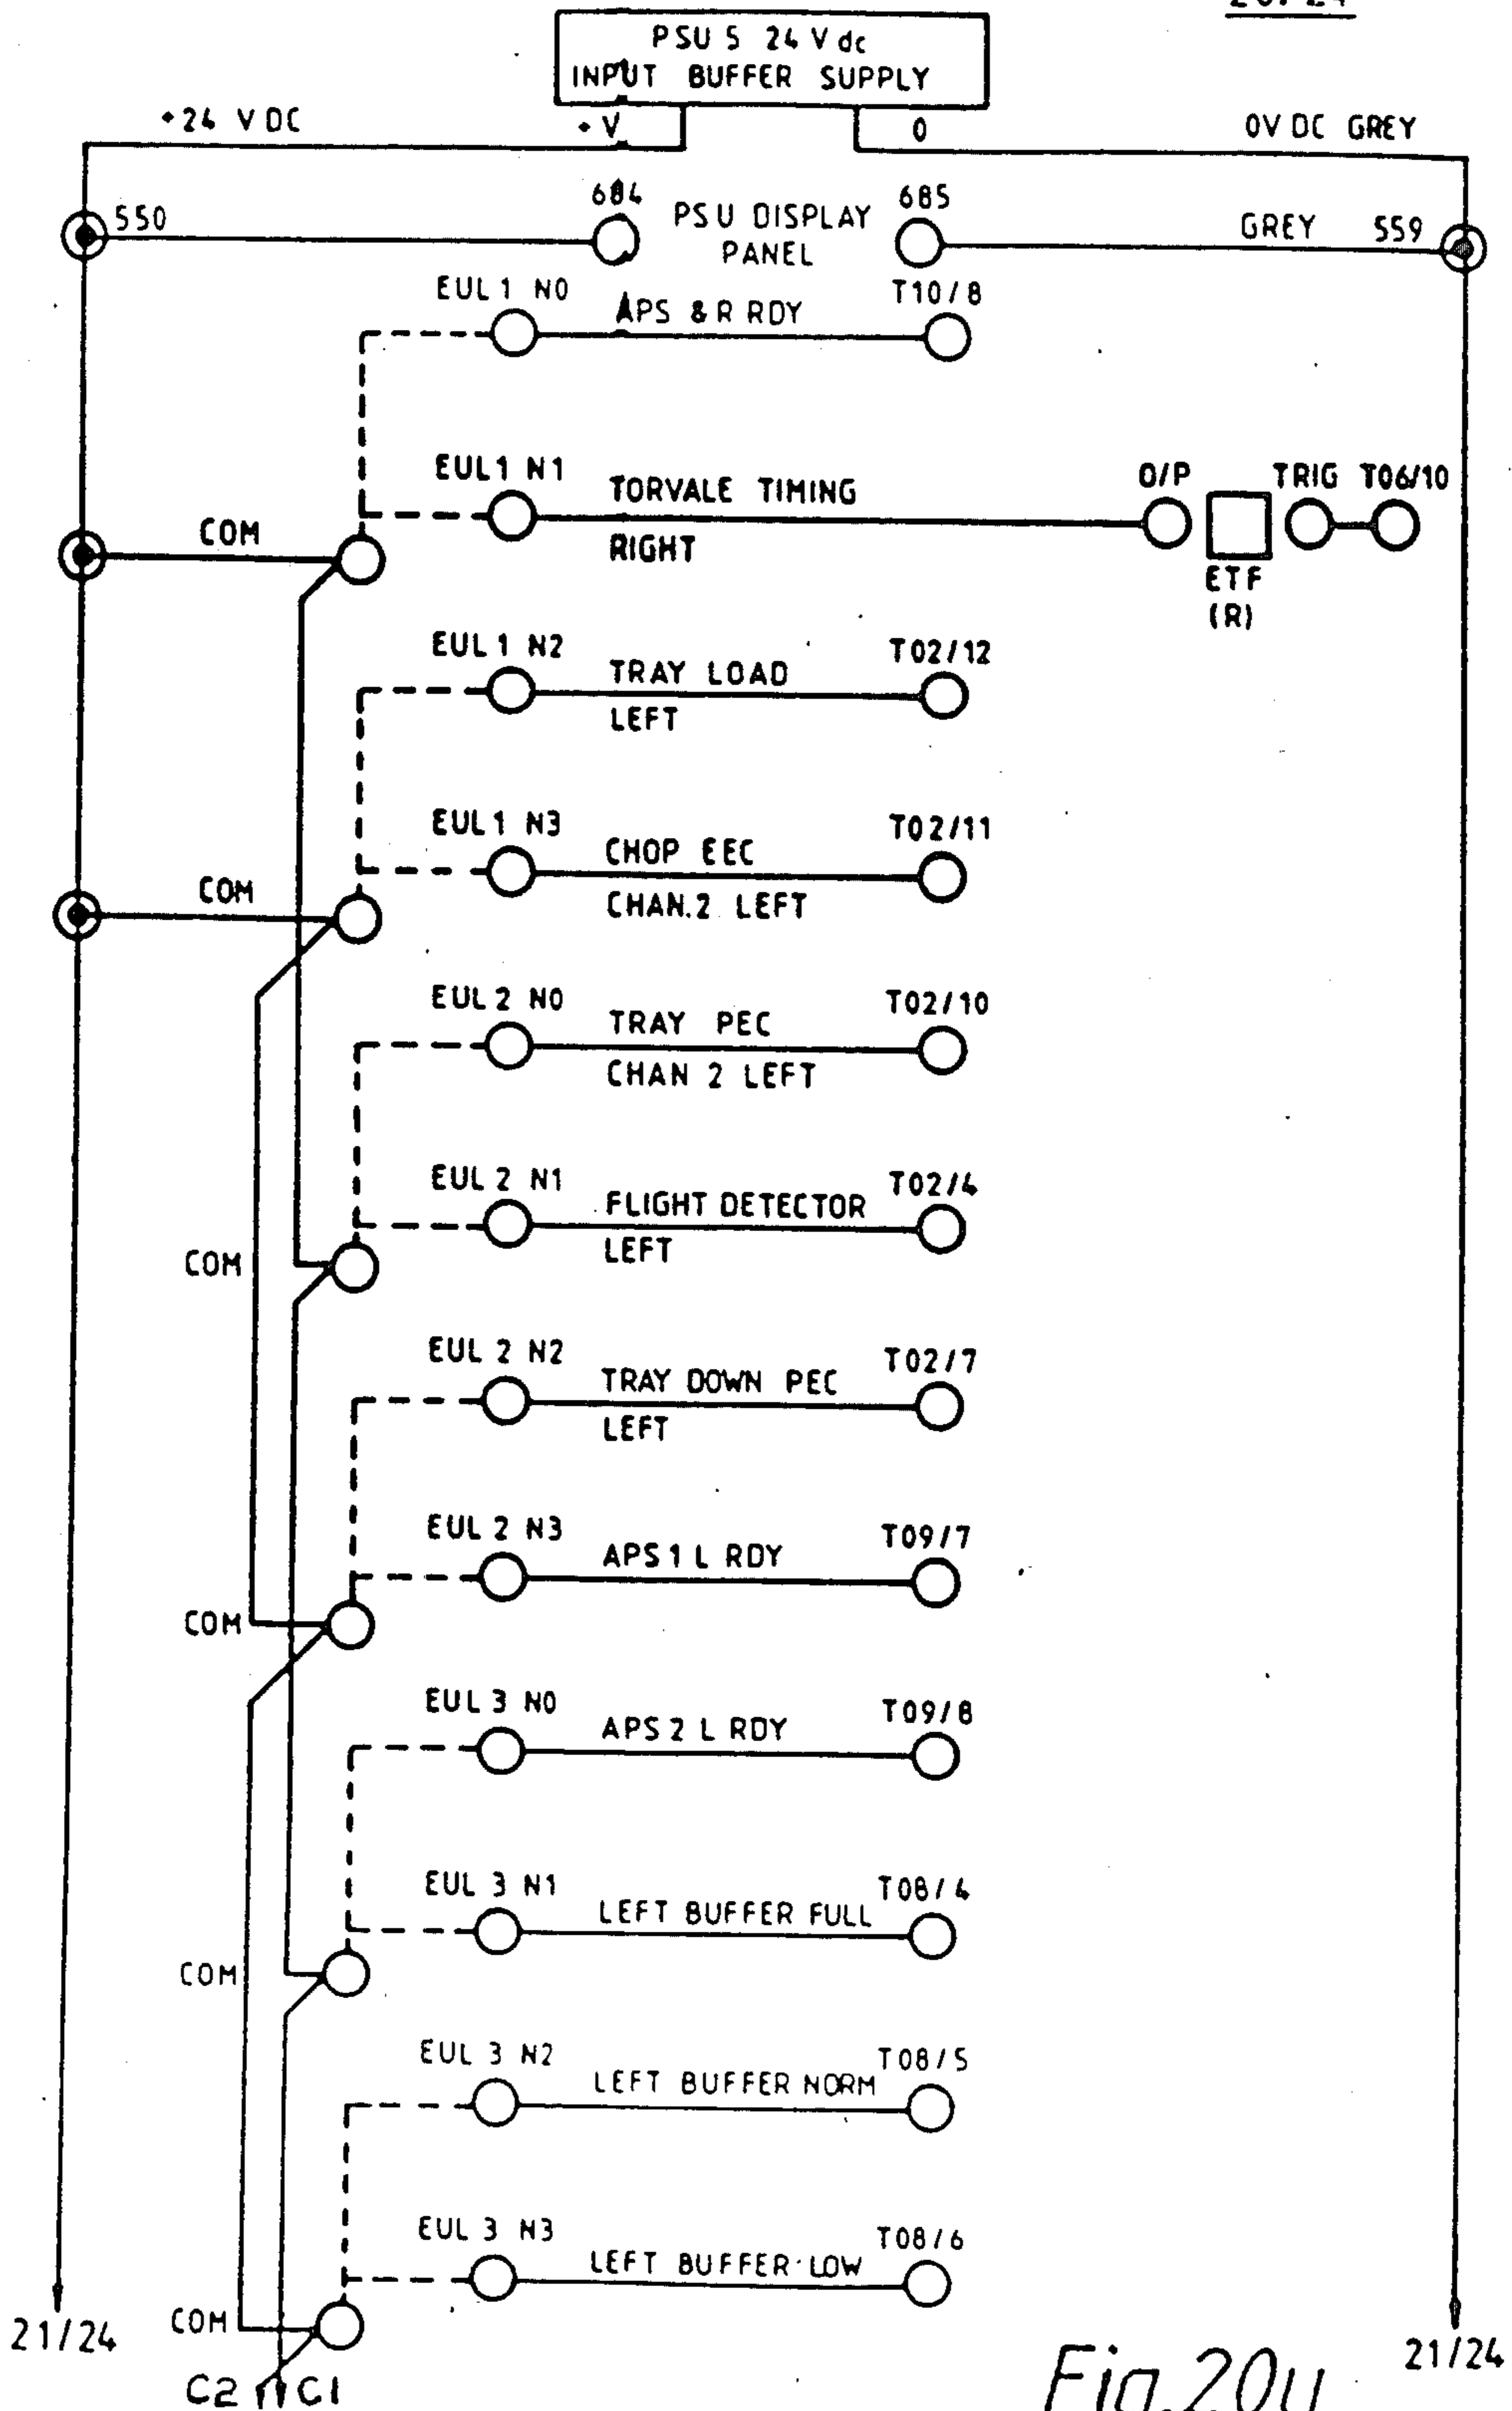 PSU 5 24 V dc
INPUT BUFFER SUPPLY
+24 V DC
+V
0
0V DC GREY
550
684
PSU DISPLAY
PANEL
685
GREY 559
EUL 1 N0
APS & R RDY
T10/8
EUL 1 N1
TORVALE TIMING
RIGHT
O/P
TRIG
T06/10
ETF
(R)
COM
EUL 1 N2
TRAY LOAD
LEFT
T02/12
EUL 1 N3
CHOP EEC
CHAN.2 LEFT
T02/11
COM
EUL 2 N0
TRAY PEC
CHAN 2 LEFT
T02/10
EUL 2 N1
FLIGHT DETECTOR
LEFT
T02/4
COM
EUL 2 N2
TRAY DOWN PEC
LEFT
T02/7
EUL 2 N3
APS 1 L RDY
T09/7
COM
EUL 3 N0
APS 2 L RDY
T09/8
EUL 3 N1
LEFT BUFFER FULL
T08/4
COM
EUL 3 N2
LEFT BUFFER NORM
T08/5
EUL 3 N3
LEFT BUFFER LOW
T08/6
COM
21/24
C2
C1
21/24
Fig. 20u